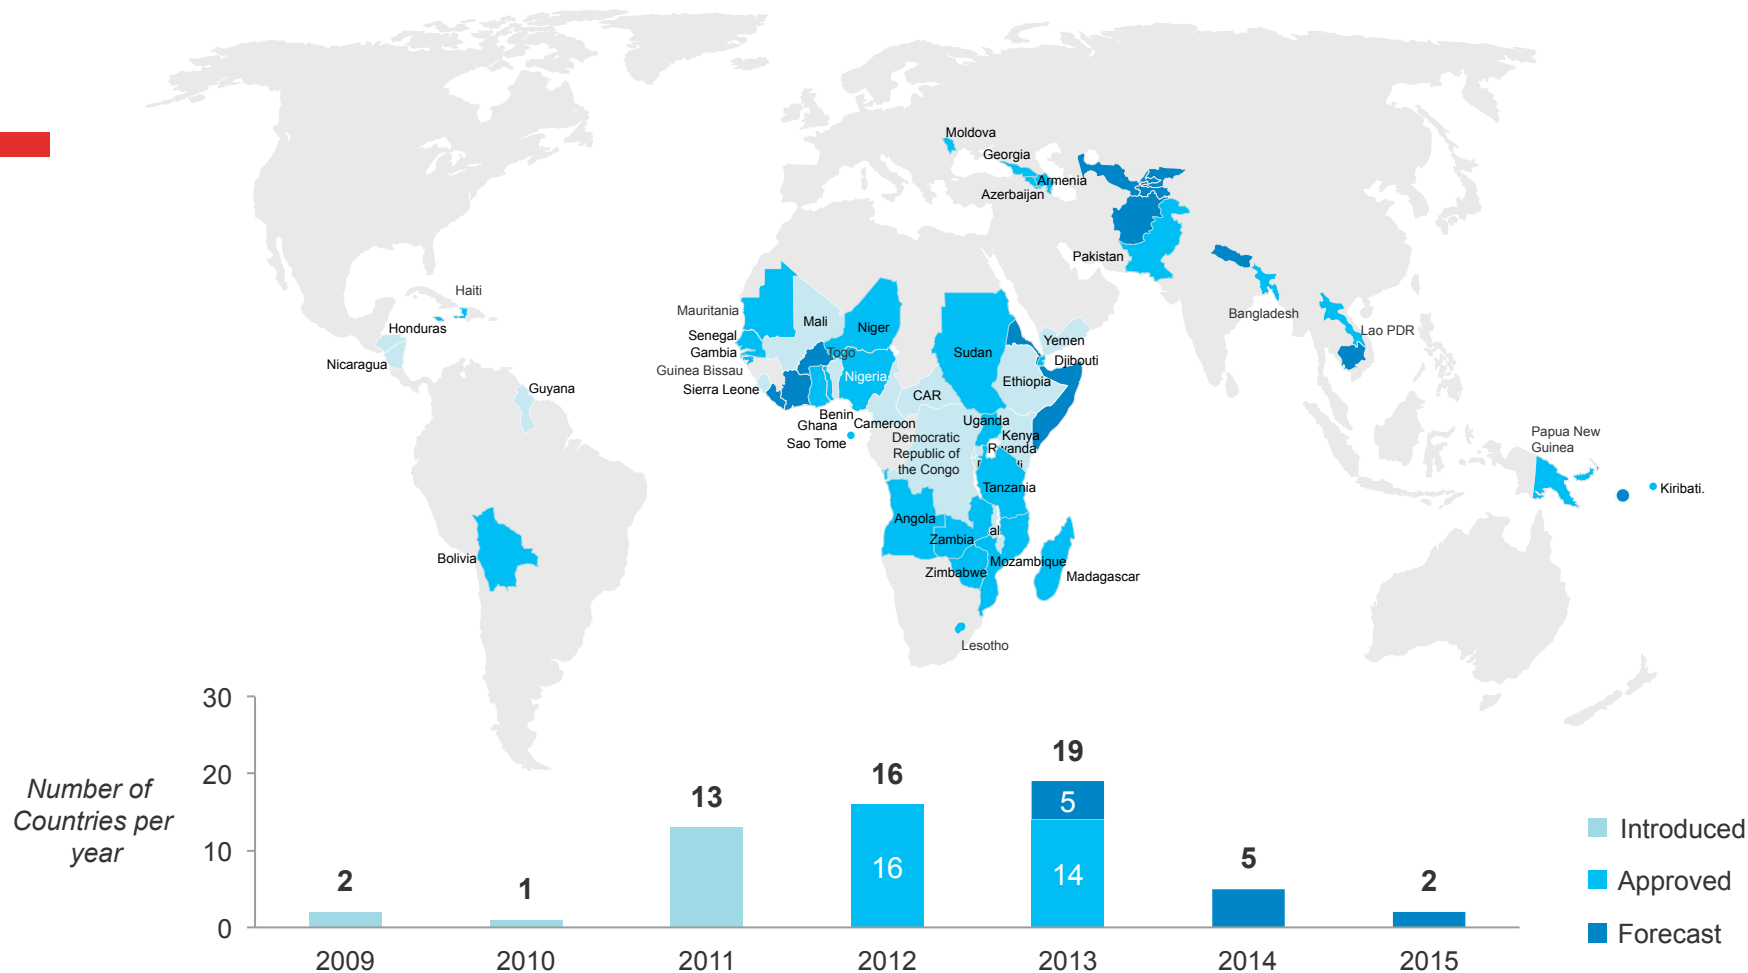 Moldova
Georgia
Armenia
Azerbaijan
Pakistan
Haiti
Honduras
Nicaragua
Guyana
Mauritania
Mali
Niger
Senegal
Gambia
Togo
Guinea Bissau
Nigeria
Sierra Leone
Sudan
Yemen
Djibouti
Ethiopia
CAR
Bangladesh
Lao PDR
Benin
Ghana
Cameroon
Sao Tome
Uganda
Kenya
Rwanda
Democratic
Republic of
the Congo
Tanzania
Papua New
Guinea
Kiribati.
Angola
Zambia
al
Mozambique
Zimbabwe
Madagascar
Bolivia
Lesotho
Number of
Countries per
year
30
20
10
0
2
1
13
16
16
19
5
14
5
2
2009
2010
2011
2012
2013
2014
2015
Introduced
Approved
Forecast